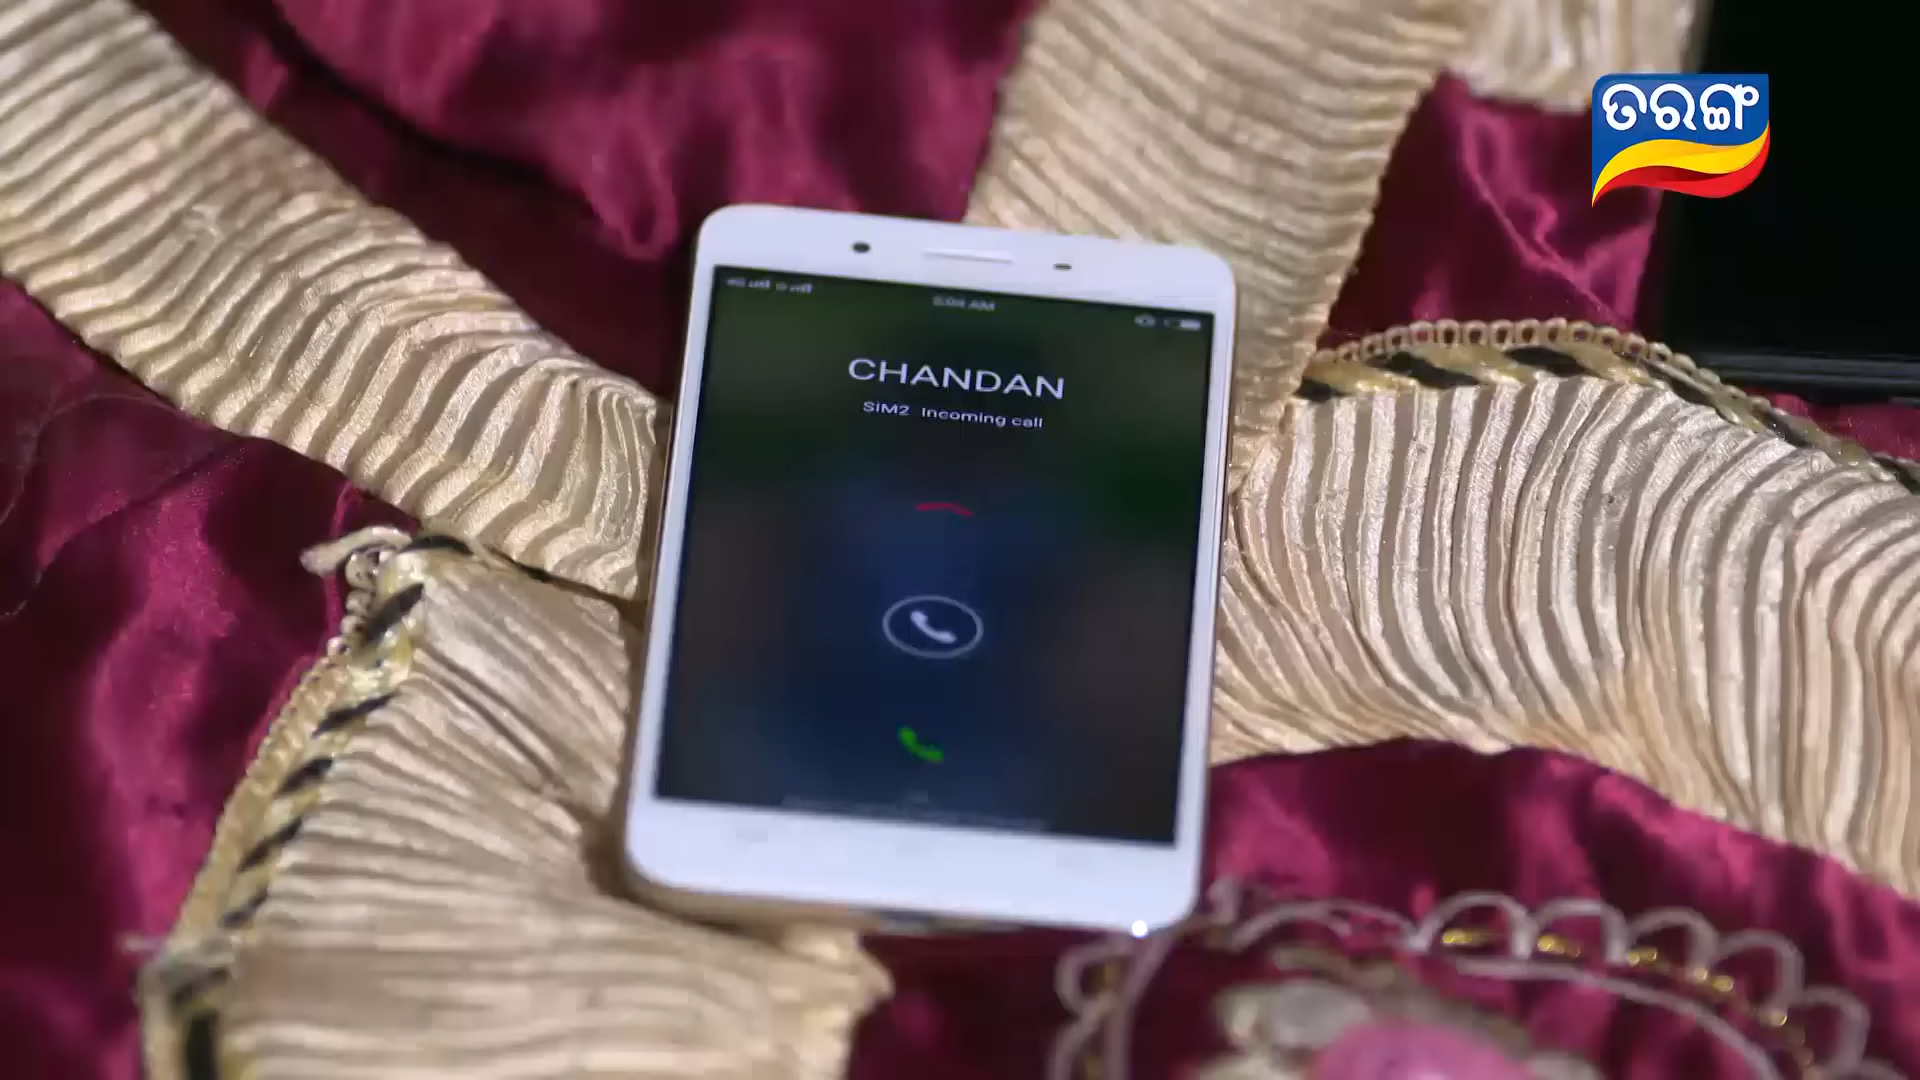 ତରଙ୍ଗ
CHANDAN
SIM2 Incoming call